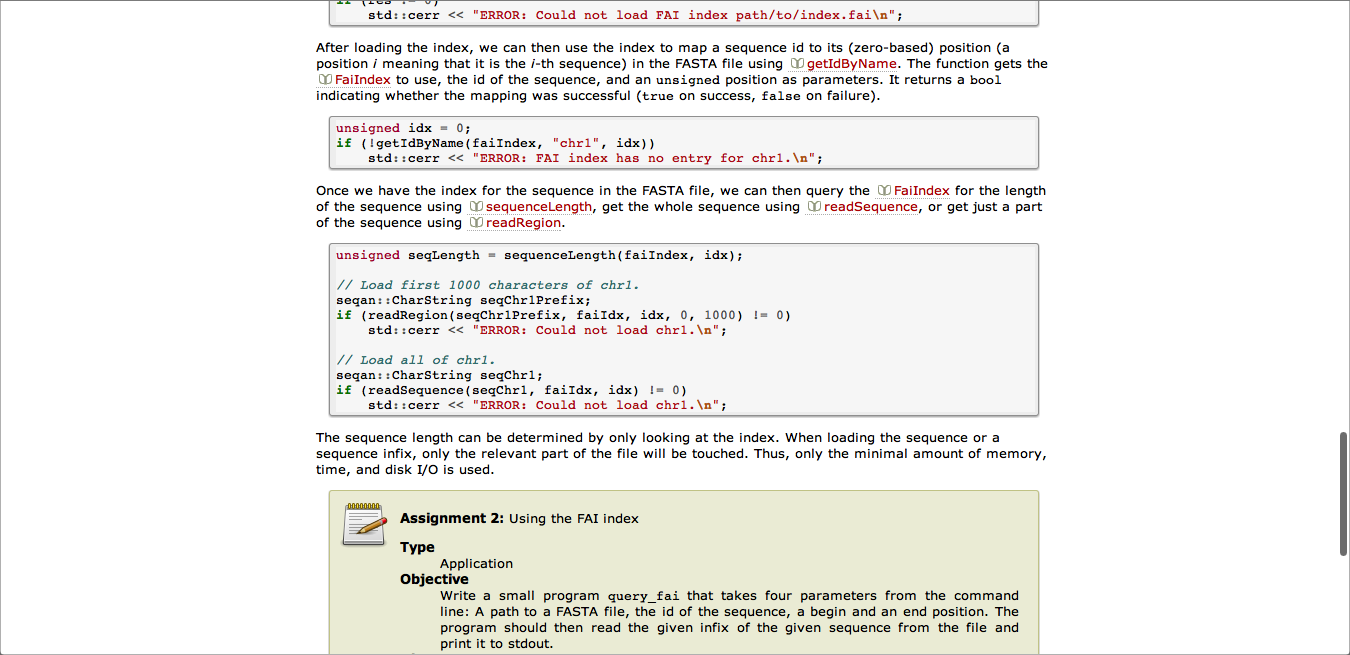 std::cerr << "ERROR: Could not load FAI index path/to/index.fai\n";
After loading the index, we can then use the index to map a sequence id to its (zero-based) position (a
position i meaning that it is the i-th sequence) in the FASTA file using getIdByName. The function gets the
FaiIndex to use, the id of the sequence, and an unsigned position as parameters. It returns a bool
indicating whether the mapping was successful (true on success, false on failure).
unsigned idx = 0;
if (!getIdByName(faiIndex, "chr1", idx))
std::cerr << "ERROR: FAI index has no entry for chr1.\n";
Once we have the index for the sequence in the FASTA file, we can then query the FaiIndex for the length
of the sequence using sequenceLength, get the whole sequence using readSequence, or get just a part
of the sequence using readRegion.
unsigned seqLength = sequenceLength(faiIndex, idx);
// Load first 1000 characters of chr1.
seqan::CharString seqChr1Prefix;
if (readRegion(seqChr1Prefix, faiIdx, idx, 0, 1000) != 0)
std::cerr << "ERROR: Could not load chr1.\n";
// Load all of chr1.
seqan::CharString seqChr1;
if (readSequence(seqChr1, faiIdx, idx) != 0)
std::cerr << "ERROR: Could not load chr1.\n";
The sequence length can be determined by only looking at the index. When loading the sequence or a
sequence infix, only the relevant part of the file will be touched. Thus, only the minimal amount of memory,
time, and disk I/O is used.
Assignment 2: Using the FAI index
Type
Application
Objective
Write a small program query_fai that takes four parameters from the command
line: A path to a FASTA file, the id of the sequence, a begin and an end position. The
program should then read the given infix of the given sequence from the file and
print it to stdout.